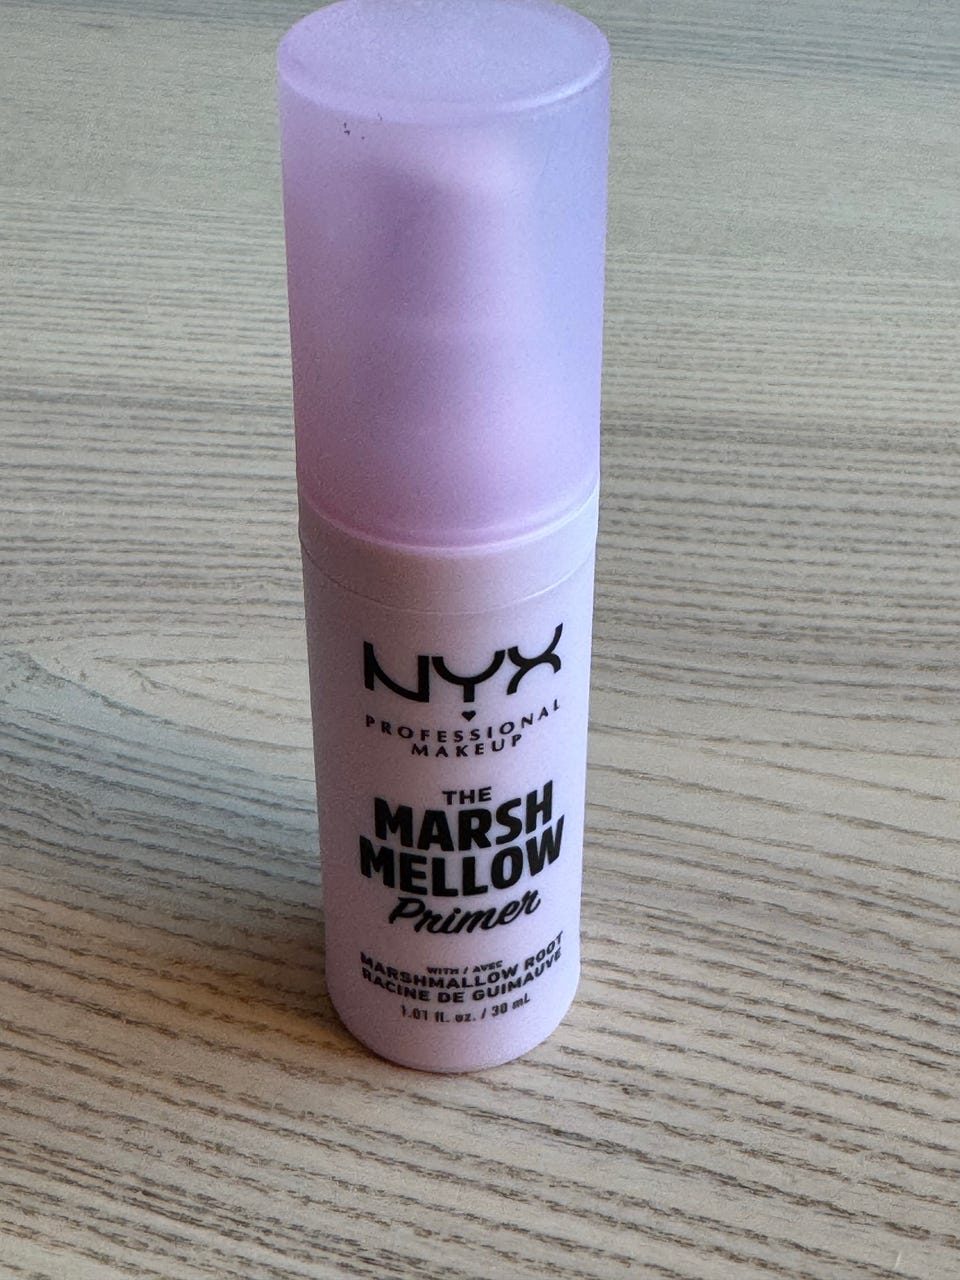 NYX
PROFESSIONAL
MAKEUP
THE
MARSH
MELLOW
Primer
WITH / AVEC
MARSHMALLOW ROOT
RACINE DE GUIMAUVE
1.01 fl. oz. / 30 mL